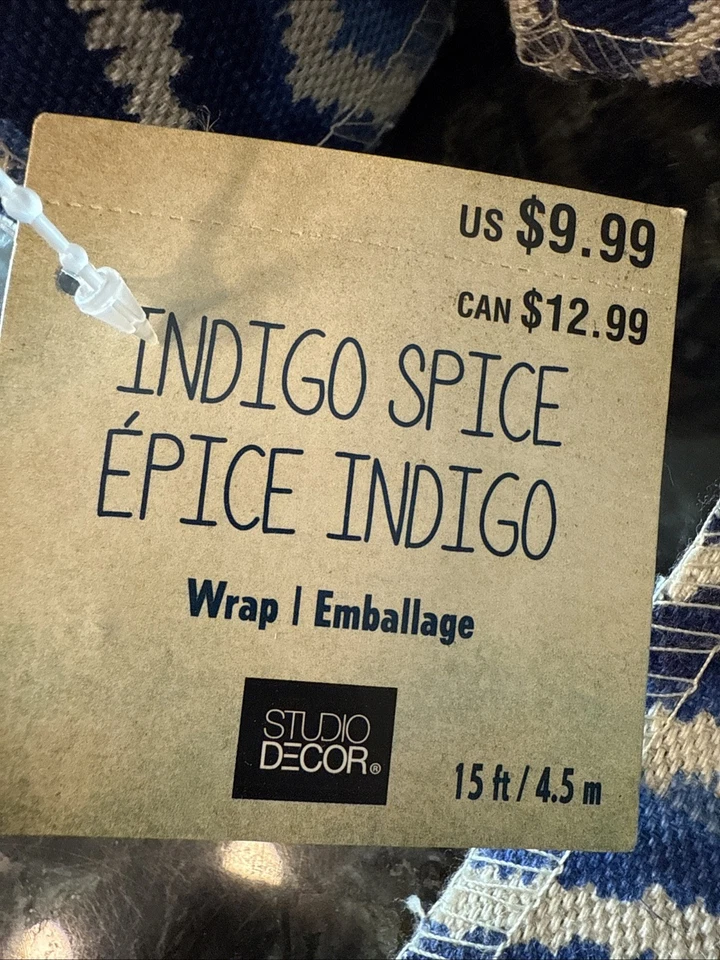 US $9.99
CAN $12.99
INDIGO SPICE
ÉPICE INDIGO
Wrap | Emballage
STUDIO
DECOR®
15 ft / 4.5 m